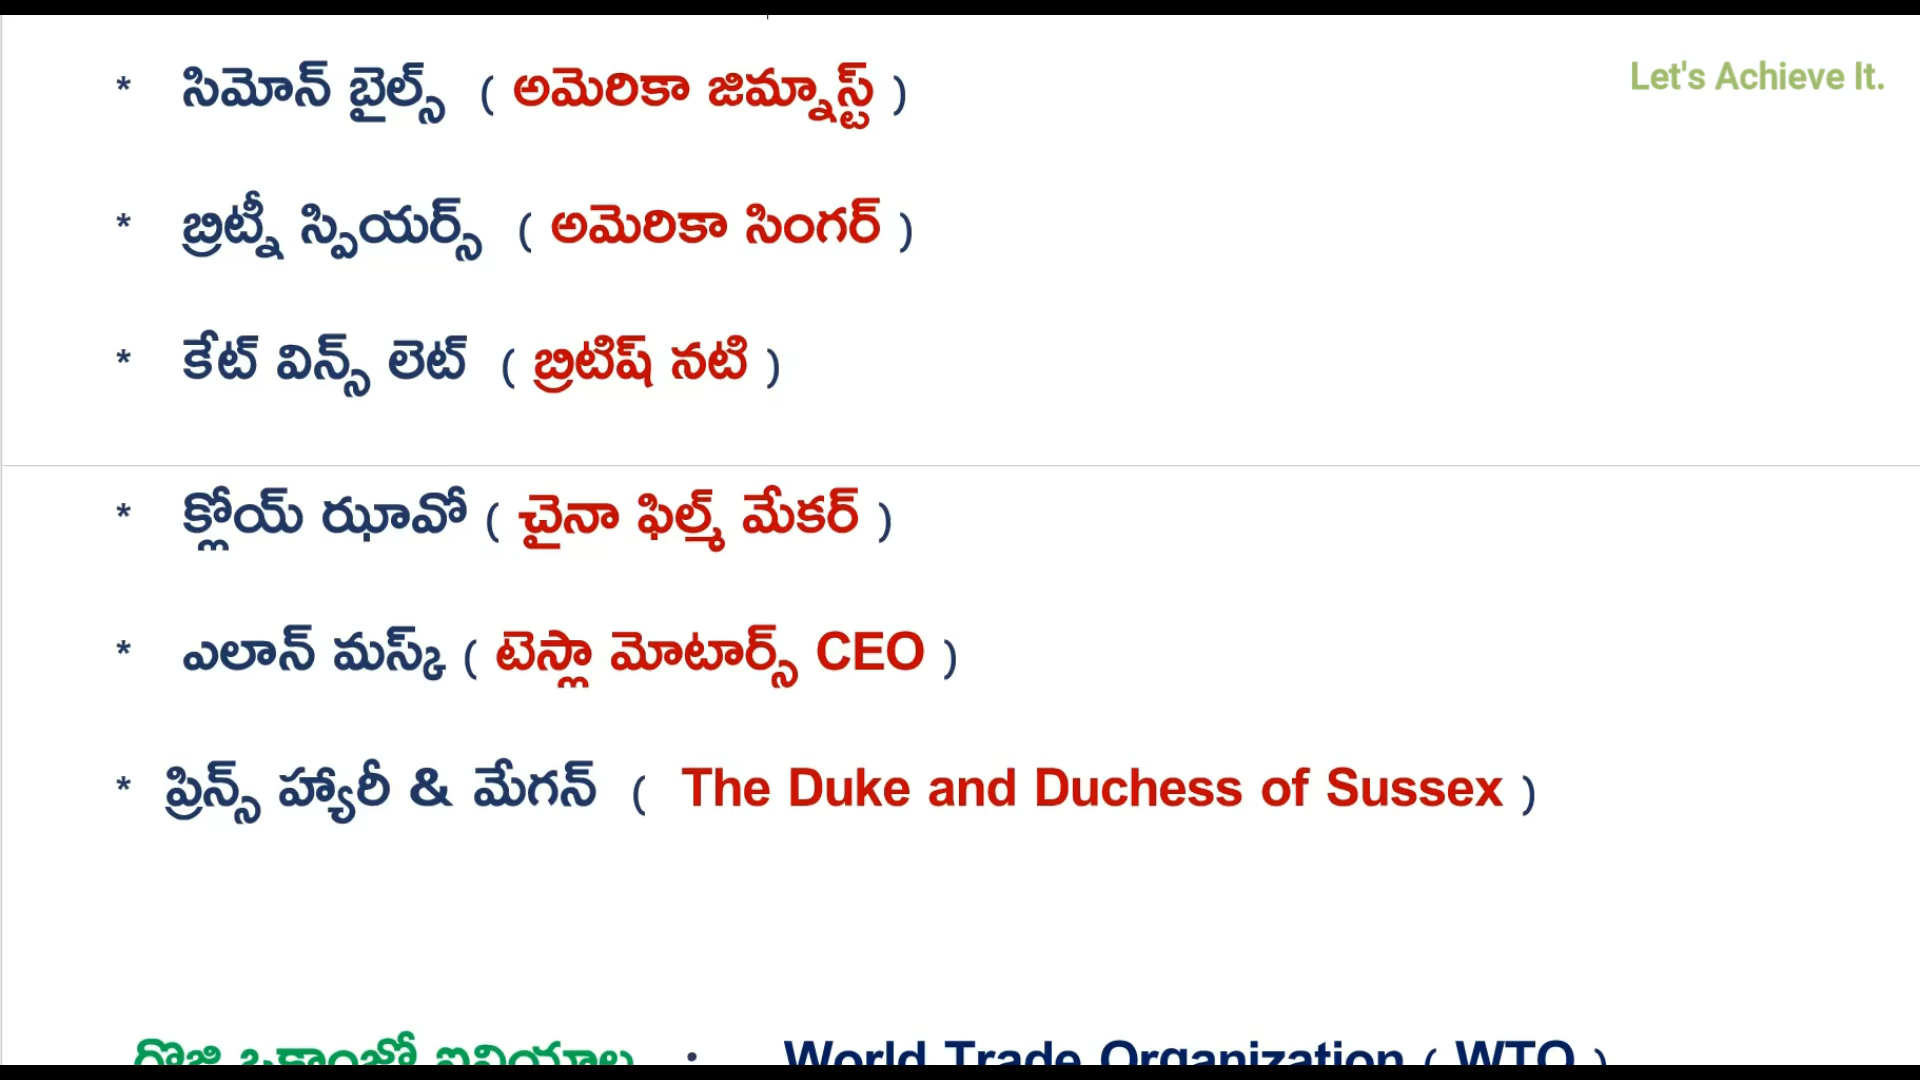 * సిమోన్ బైల్స్ ( అమెరికా జిమ్నాస్ట్ )
Let's Achieve It.
* బ్రిట్నీ స్పియర్స్ ( అమెరికా సింగర్ )
* కేట్ విన్స్ లెట్ ( బ్రిటిష్ నటి )
* క్లోయ్ ఝావో ( చైనా ఫిల్మ్ మేకర్ )
* ఎలాన్ మస్క్ ( టెస్లా మోటార్స్ CEO )
* ప్రిన్స్ హ్యారీ & మేగన్ ( The Duke and Duchess of Sussex )
: World Trade Organization ( WTO )